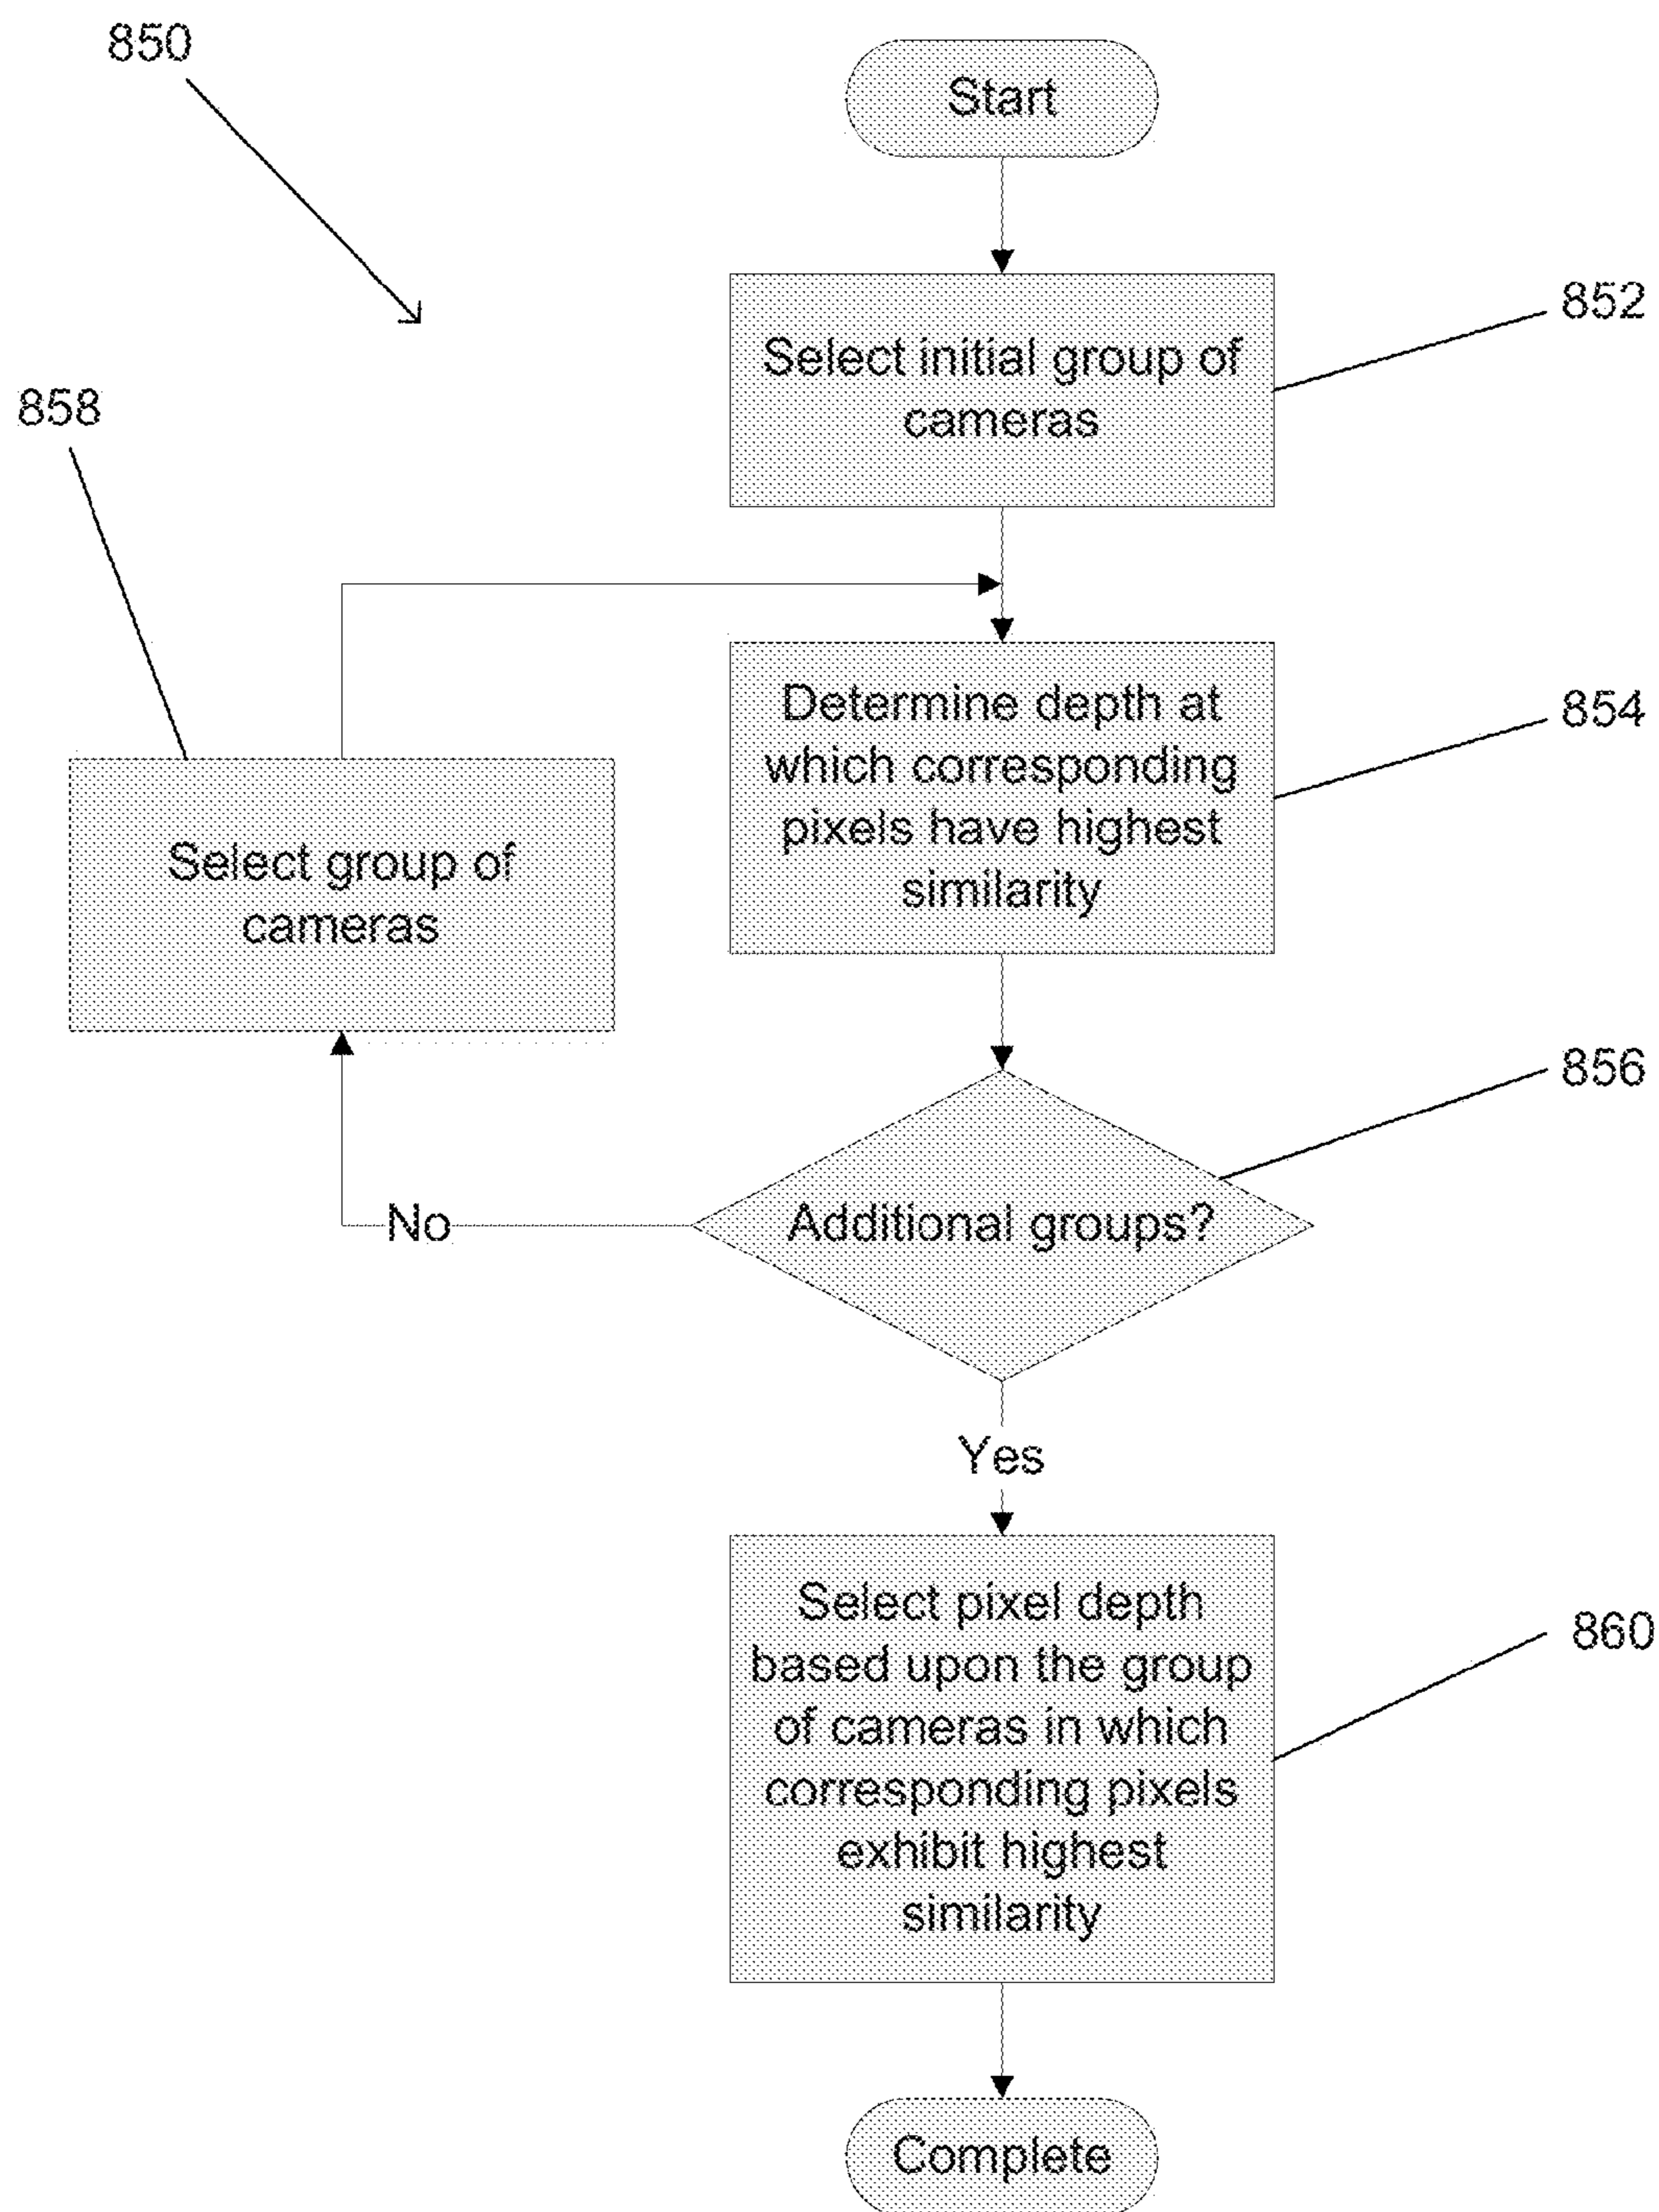 850
Start
852
Select initial group of
cameras
858
854
Determine depth at
which corresponding
pixels have highest
similarity
Select group of
cameras
856
Additional groups?
No
Yes
860
Select pixel depth
based upon the group
of cameras in which
corresponding pixels
exhibit highest
similarity
Complete